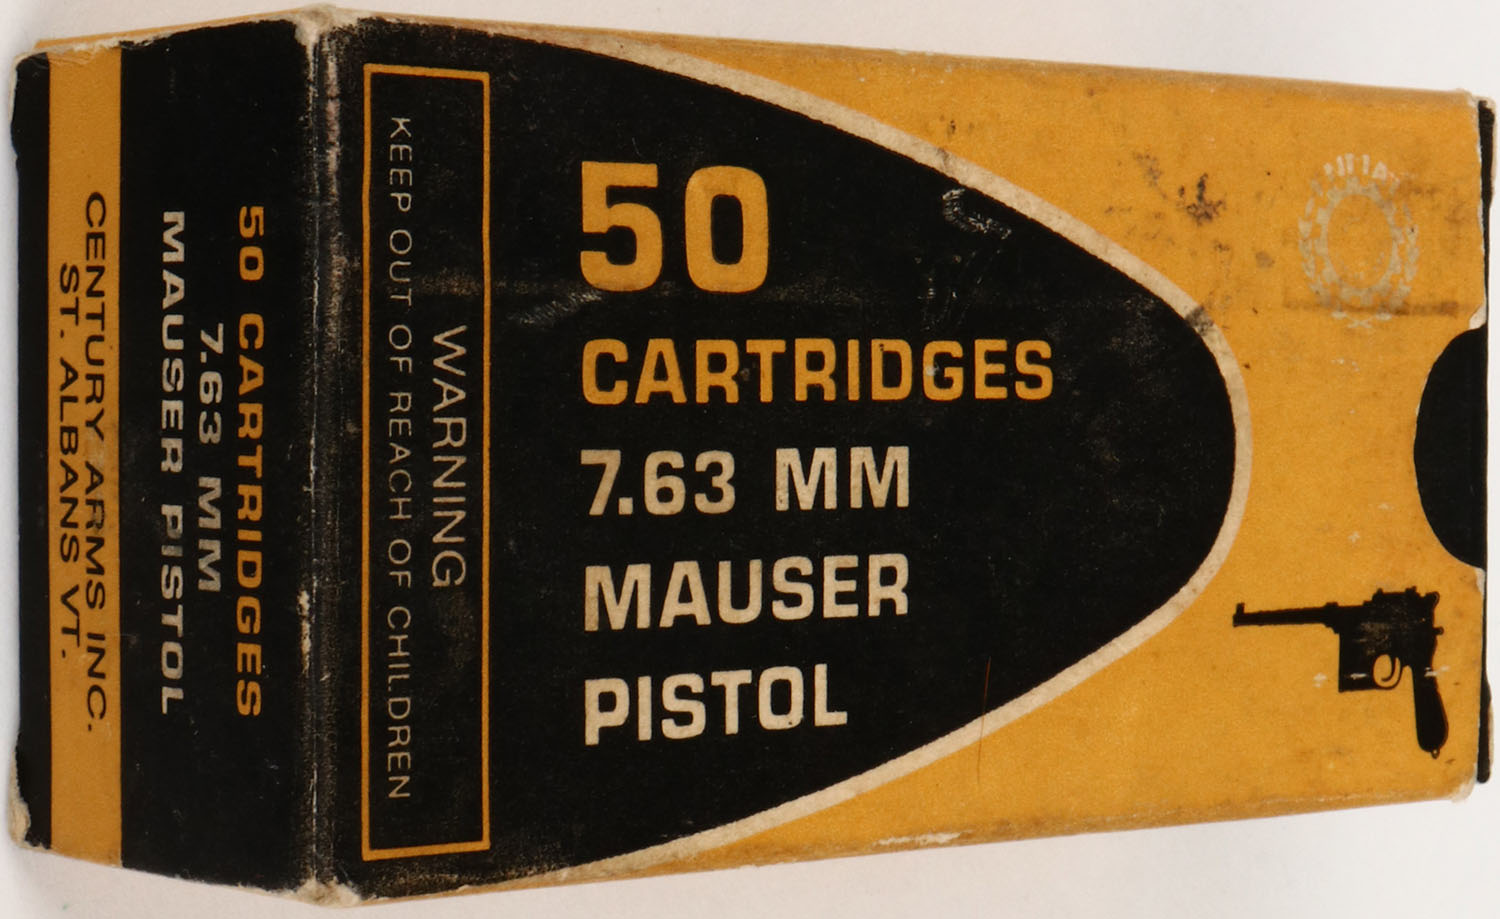 50
CARTRIDGES
7.63 MM
MAUSER
PISTOL
WARNING
KEEP OUT OF REACH OF CHILDREN
50 CARTRIDGES
7.63 MM
MAUSER PISTOL
CENTURY ARMS INC.
ST. ALBANS VT.